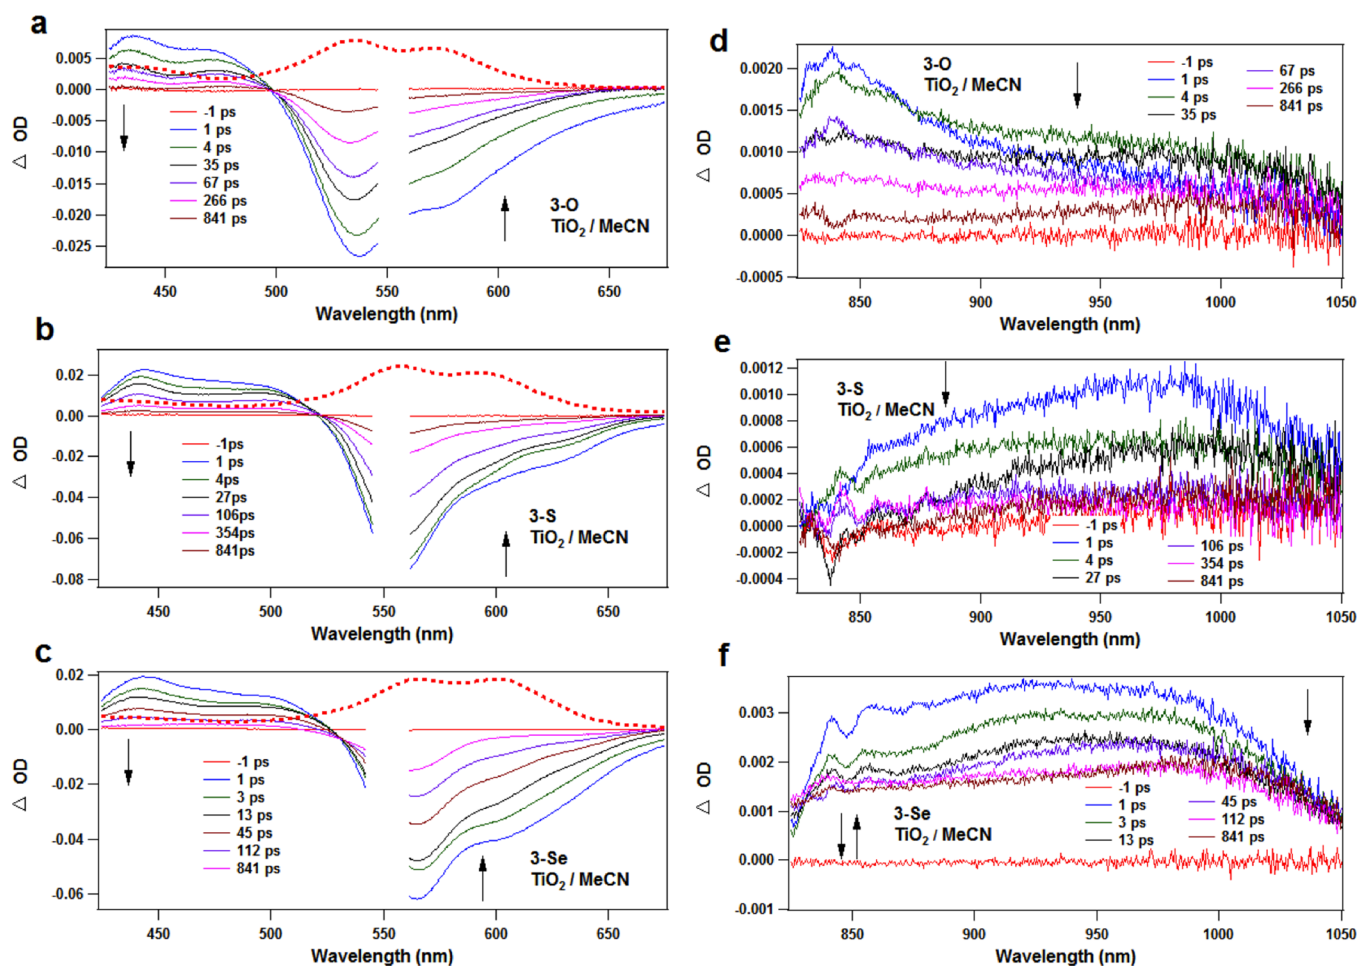 a
△ OD
0.005
0.000
-0.005
-0.010
-0.015
-0.020
-0.025
-1 ps
1 ps
4 ps
35 ps
67 ps
266 ps
841 ps
3-O
TiO2 / MeCN
450 500 550 600 650
Wavelength (nm)
b
△ OD
0.02
0.00
-0.02
-0.04
-0.06
-0.08
-1ps
1 ps
4ps
27ps
106ps
354ps
841ps
3-S
TiO2 / MeCN
450 500 550 600 650
Wavelength (nm)
c
△ OD
0.02
0.00
-0.02
-0.04
-0.06
-1 ps
1 ps
3 ps
13 ps
45 ps
112 ps
841 ps
3-Se
TiO2 / MeCN
450 500 550 600 650
Wavelength (nm)
d
△ OD
0.0020
0.0015
0.0010
0.0005
0.0000
-0.0005
3-O
TiO2 / MeCN
-1 ps
1 ps
4 ps
35 ps
67 ps
266 ps
841 ps
850 900 950 1000 1050
Wavelength (nm)
e
△ OD
0.0012
0.0010
0.0008
0.0006
0.0004
0.0002
0.0000
-0.0002
-0.0004
3-S
TiO2 / MeCN
-1 ps
1 ps
4 ps
27 ps
106 ps
354 ps
841 ps
850 900 950 1000 1050
Wavelength (nm)
f
△ OD
0.003
0.002
0.001
0.000
-0.001
3-Se
TiO2 / MeCN
-1 ps
1 ps
3 ps
13 ps
45 ps
112 ps
841 ps
850 900 950 1000 1050
Wavelength (nm)